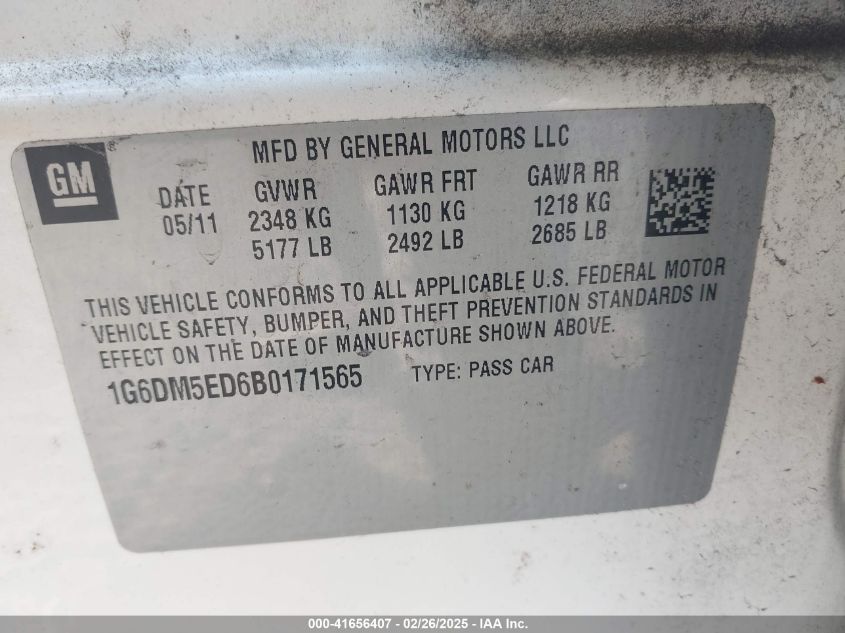 MFD BY GENERAL MOTORS LLC
GM
DATE GVWR GAWR FRT GAWR RR
05/11 2348 KG 1130 KG 1218 KG
5177 LB 2492 LB 2685 LB
THIS VEHICLE CONFORMS TO ALL APPLICABLE U.S. FEDERAL MOTOR
VEHICLE SAFETY, BUMPER, AND THEFT PREVENTION STANDARDS IN
EFFECT ON THE DATE OF MANUFACTURE SHOWN ABOVE.
1G6DM5ED6B0171565 TYPE: PASS CAR
000-41656407 - 02/26/2025 - IAA Inc.